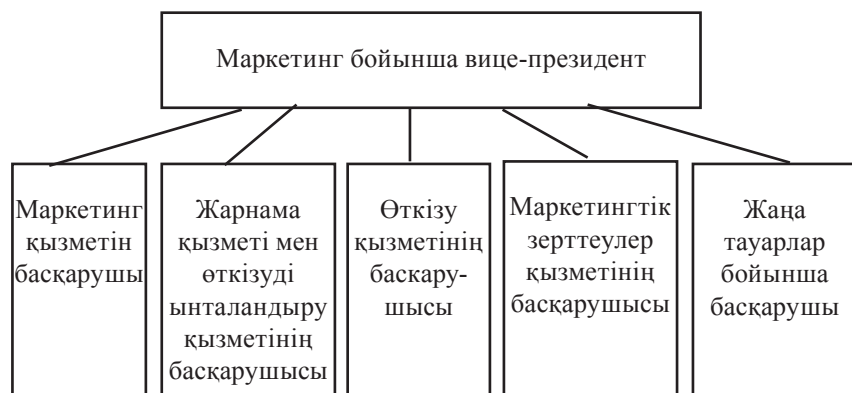 Маркетинг бойынша вице-президент
Маркетинг
қызметін
басқарушы
Жарнама
қызметі мен
өткізуді
ынталандыру
қызметінің
басқарушысы
Өткізу
қызметінің
баскару-
шысы
Маркетингтік
зерттеулер
қызметінің
басқарушысы
Жаңа
тауарлар
бойынша
басқарушы